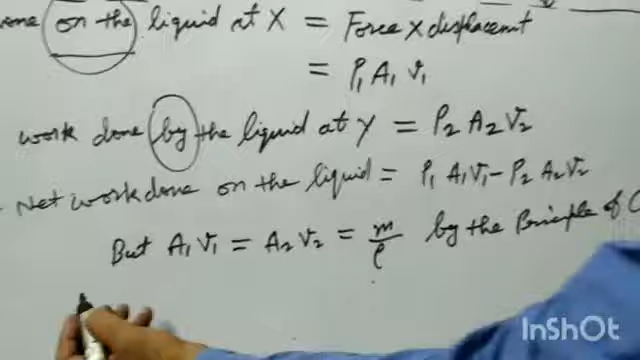 on the liquid at X = Force x displacement
= P₁ A₁ v₁
work done by the liquid at Y = P₂ A₂ v₂
Net work done on the liquid = P₁ A₁ v₁ - P₂ A₂ v₂
But A₁ v₁ = A₂ v₂ = m/ρ by the Principle of
InShOt